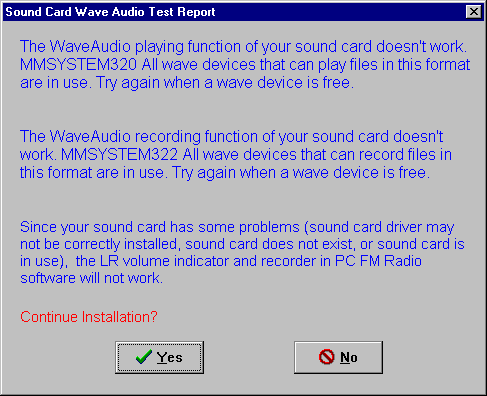 Sound Card Wave Audio Test Report
The WaveAudio playing function of your sound card doesn't work.
MMSYSTEM320 All wave devices that can play files in this format
are in use. Try again when a wave device is free.
The WaveAudio recording function of your sound card doesn't
work. MMSYSTEM322 All wave devices that can record files in
this format are in use. Try again when a wave device is free.
Since your sound card has some problems (sound card driver may
not be correctly installed, sound card does not exist, or sound card is
in use),  the LR volume indicator and recorder in PC FM Radio
software will not work.
Continue Installation?
Yes
No